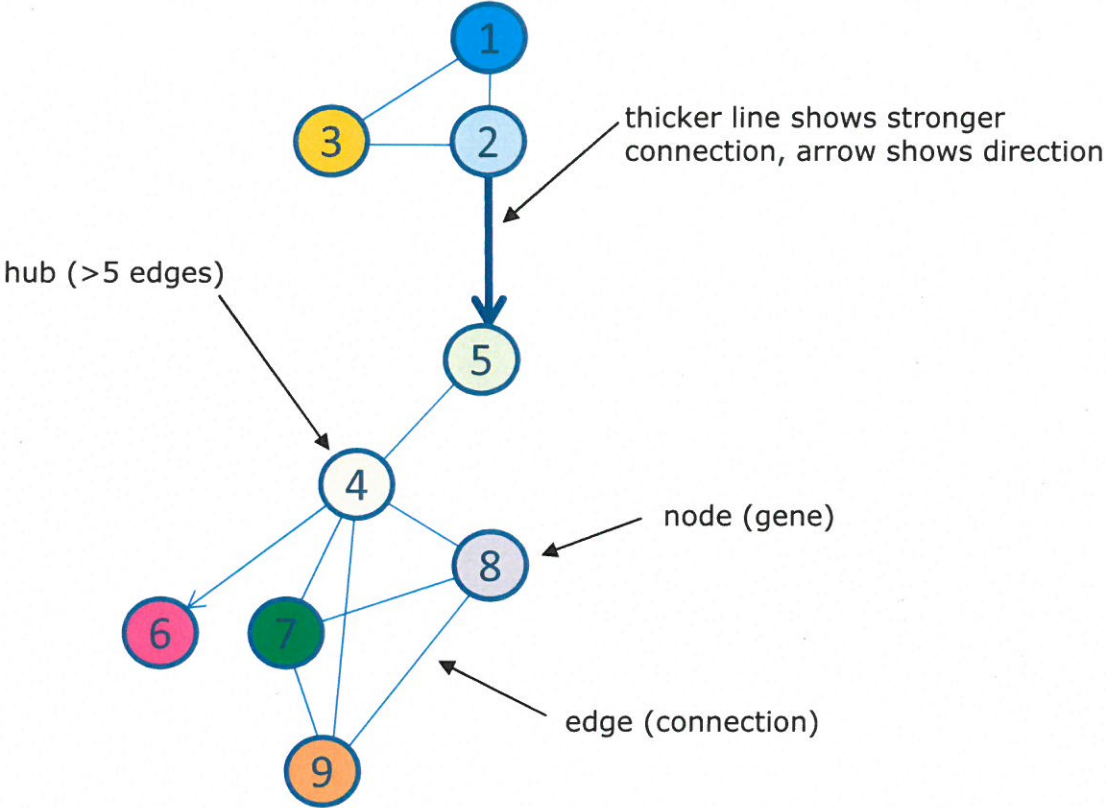 1
3
2
thicker line shows stronger
connection, arrow shows direction
hub (>5 edges)
5
4
node (gene)
8
6
7
edge (connection)
9